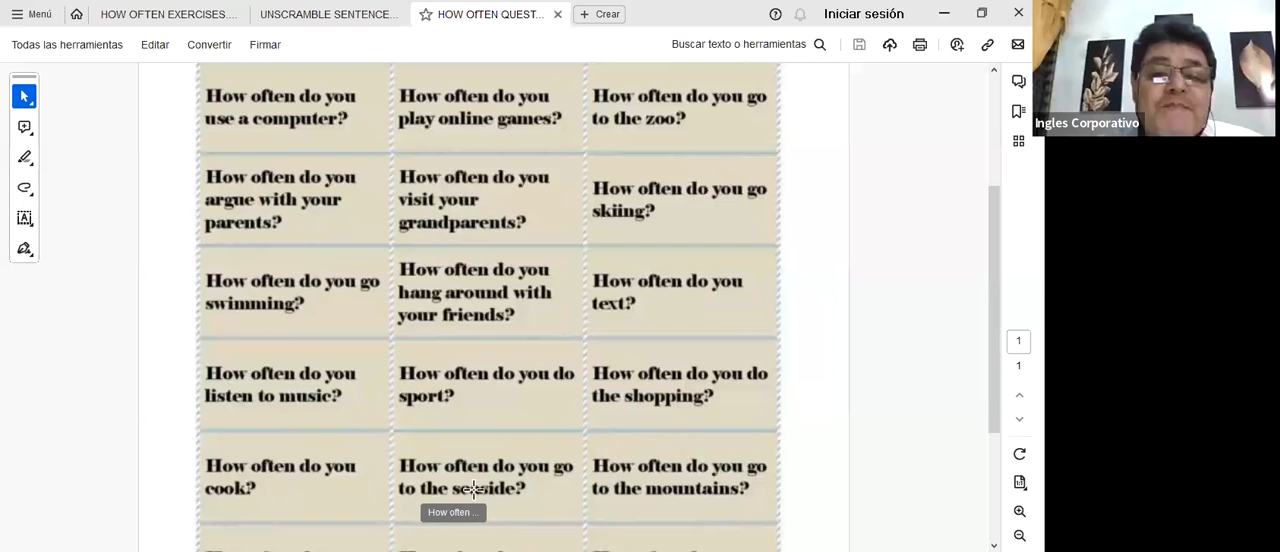 Menú
HOW OFTEN EXERCISES....
UNSCRAMBLE SENTENCE...
HOW OFTEN QUEST...
Crear
Iniciar sesión
Todas las herramientas
Editar
Convertir
Firmar
Buscar texto o herramientas
Ingles Corporativo
How often do you
use a computer?
How often do you
play online games?
How often do you go
to the zoo?
How often do you
argue with your
parents?
How often do you
visit your
grandparents?
How often do you go
skiing?
How often do you go
swimming?
How often do you
hang around with
your friends?
How often do you
text?
How often do you
listen to music?
How often do you do
sport?
How often do you do
the shopping?
How often do you
cook?
How often do you go
to the seaside?
How often do you go
to the mountains?
How often ...
1
1